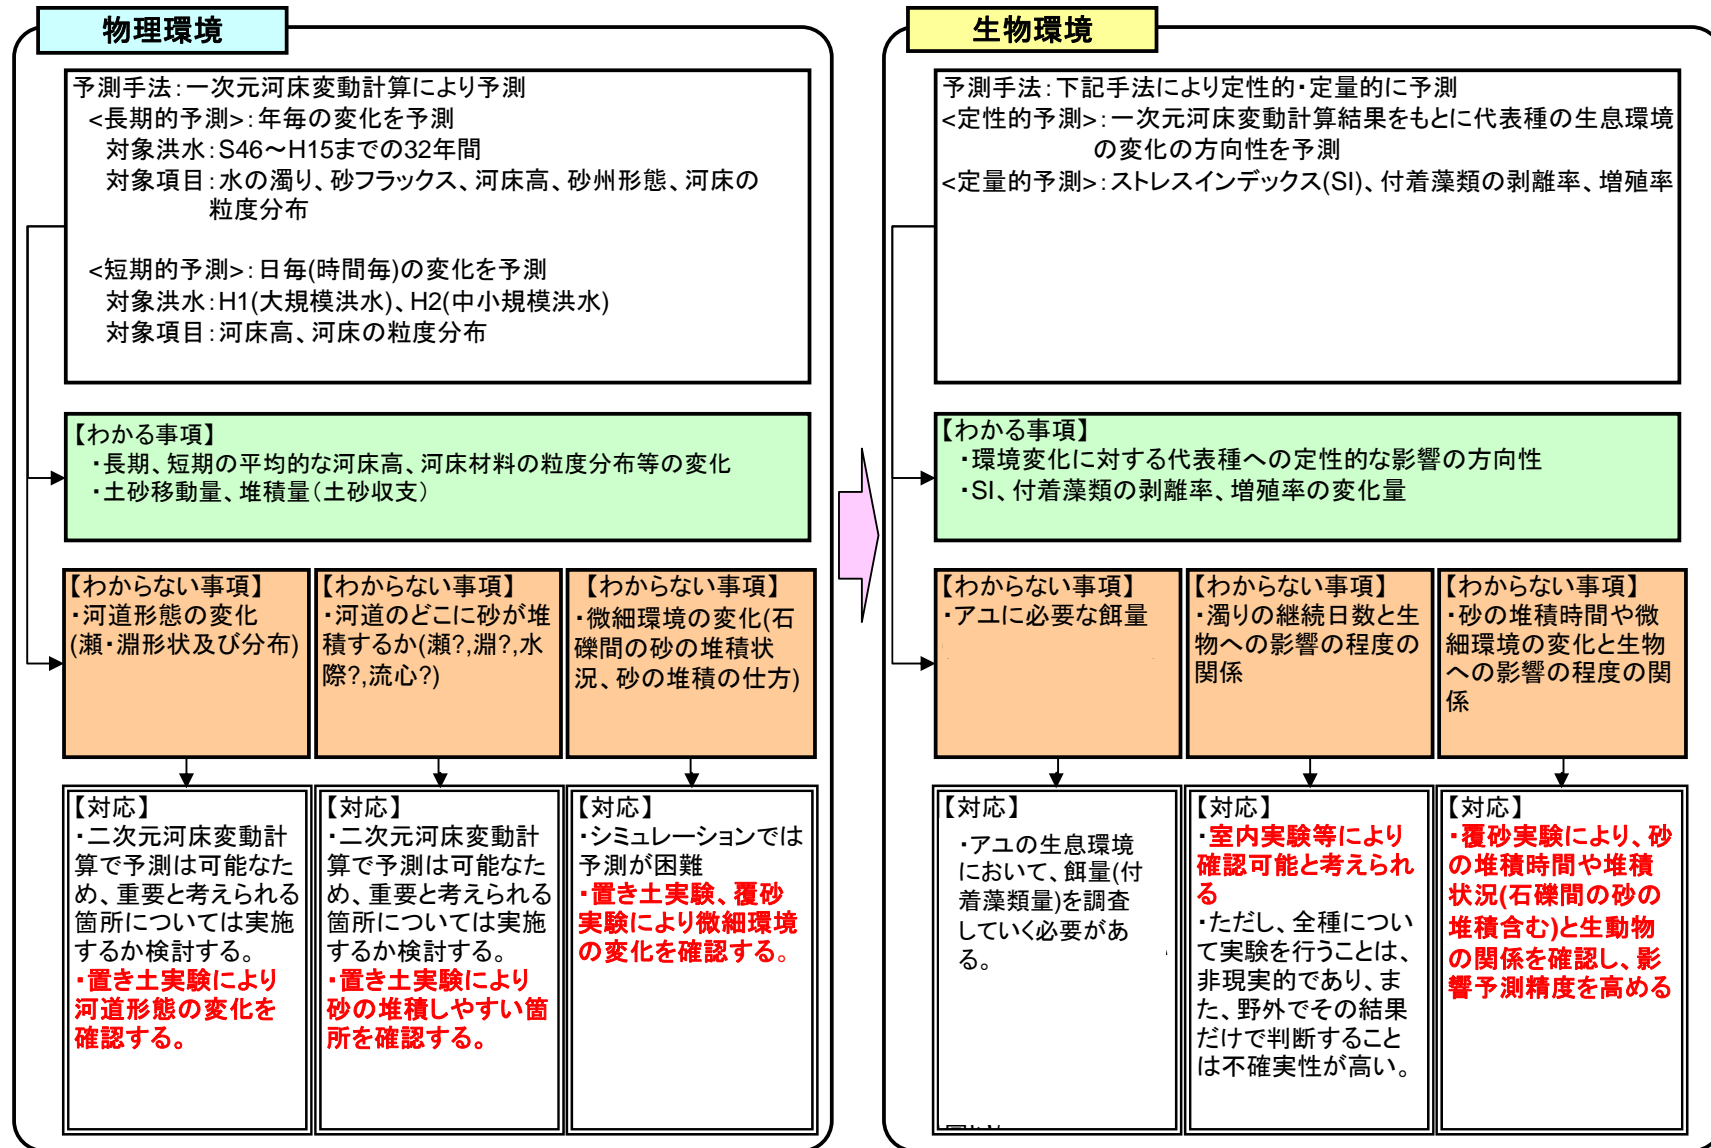 物理環境
予測手法：一次元河床変動計算により予測
<長期的予測>：年毎の変化を予測
対象洪水：S46～H15までの32年間
対象項目：水の濁り、砂フラックス、河床高、砂州形態、河床の
粒度分布
<短期的予測>：日毎(時間毎)の変化を予測
対象洪水：H1(大規模洪水)、H2(中小規模洪水)
対象項目：河床高、河床の粒度分布
【わかる事項】
・長期、短期の平均的な河床高、河床材料の粒度分布等の変化
・土砂移動量、堆積量（土砂収支）
【わからない事項】
・河道形態の変化
(瀬・淵形状及び分布)
【わからない事項】
・河道のどこに砂が堆
積するか(瀬?,淵?,水
際?,流心?)
【わからない事項】
・微細環境の変化(石
礫間の砂の堆積状
況、砂の堆積の仕方)
【対応】
・二次元河床変動計
算で予測は可能なた
め、重要と考えられる
箇所については実施
するか検討する。
・置き土実験により
河道形態の変化を
確認する。
【対応】
・二次元河床変動計
算で予測は可能なた
め、重要と考えられる
箇所については実施
するか検討する。
・置き土実験により
砂の堆積しやすい箇
所を確認する。
【対応】
・シミュレーションでは
予測が困難
・置き土実験、覆砂
実験により微細環境
の変化を確認する。
生物環境
予測手法：下記手法により定性的・定量的に予測
<定性的予測>：一次元河床変動計算結果をもとに代表種の生息環境
の変化の方向性を予測
<定量的予測>：ストレスインデックス(SI)、付着藻類の剥離率、増殖率
【わかる事項】
・環境変化に対する代表種への定性的な影響の方向性
・SI、付着藻類の剥離率、増殖率の変化量
【わからない事項】
・アユに必要な餌量
【わからない事項】
・濁りの継続日数と生
物への影響の程度の
関係
【わからない事項】
・砂の堆積時間や微
細環境の変化と生物
への影響の程度の関
係
【対応】
・アユの生息環境
において、餌量(付
着藻類量)を調査
していく必要があ
る。
【対応】
・室内実験等により
確認可能と考えられ
る
・ただし、全種につい
て実験を行うことは、
非現実的であり、ま
た、野外でその結果
だけで判断すること
は不確実性が高い。
【対応】
・覆砂実験により、砂
の堆積時間や堆積
状況(石礫間の砂の
堆積含む)と生動物
の関係を確認し、影
響予測精度を高める